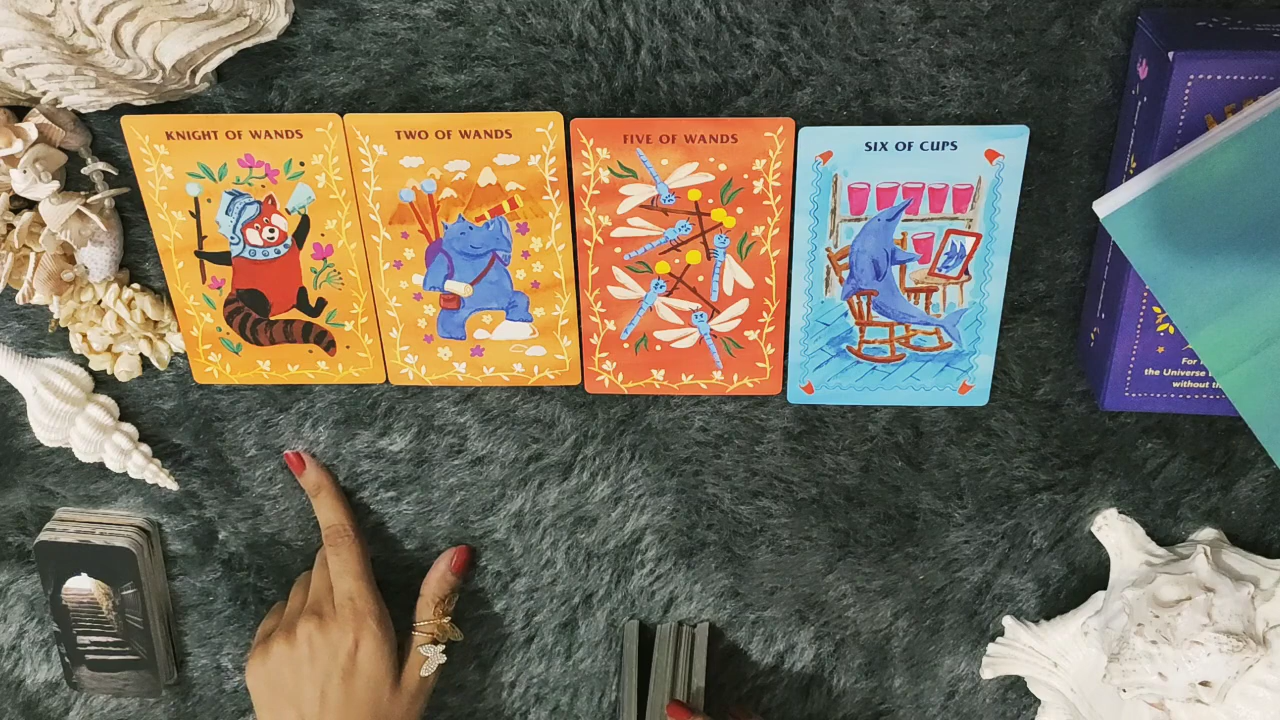 KNIGHT OF WANDS
TWO OF WANDS
FIVE OF WANDS
SIX OF CUPS
For
the Universe
without th